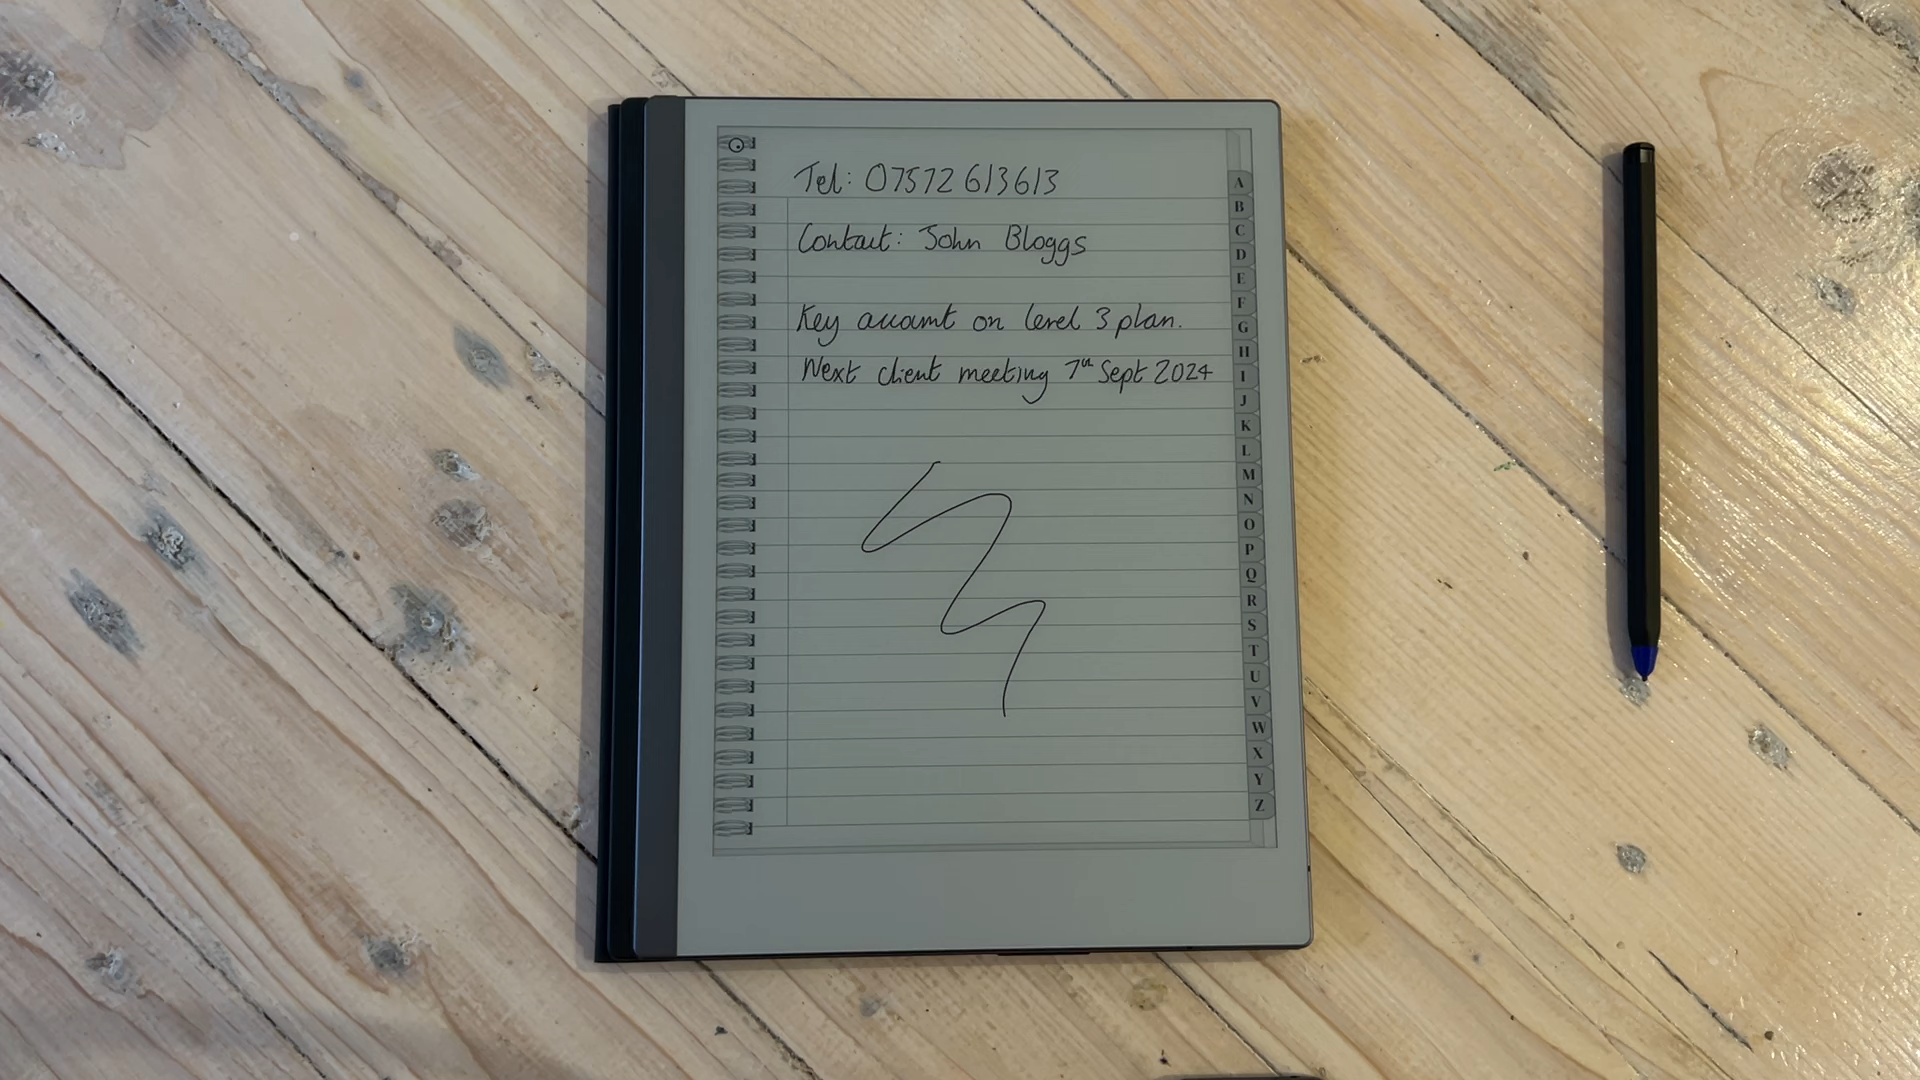 Tel: 07572 613613
Contact: John Bloggs
Key account on level 3 plan.
Next client meeting 7th Sept 2024
A
B
C
D
E
F
G
H
I
J
K
L
M
N
O
P
Q
R
S
T
U
V
W
X
Y
Z